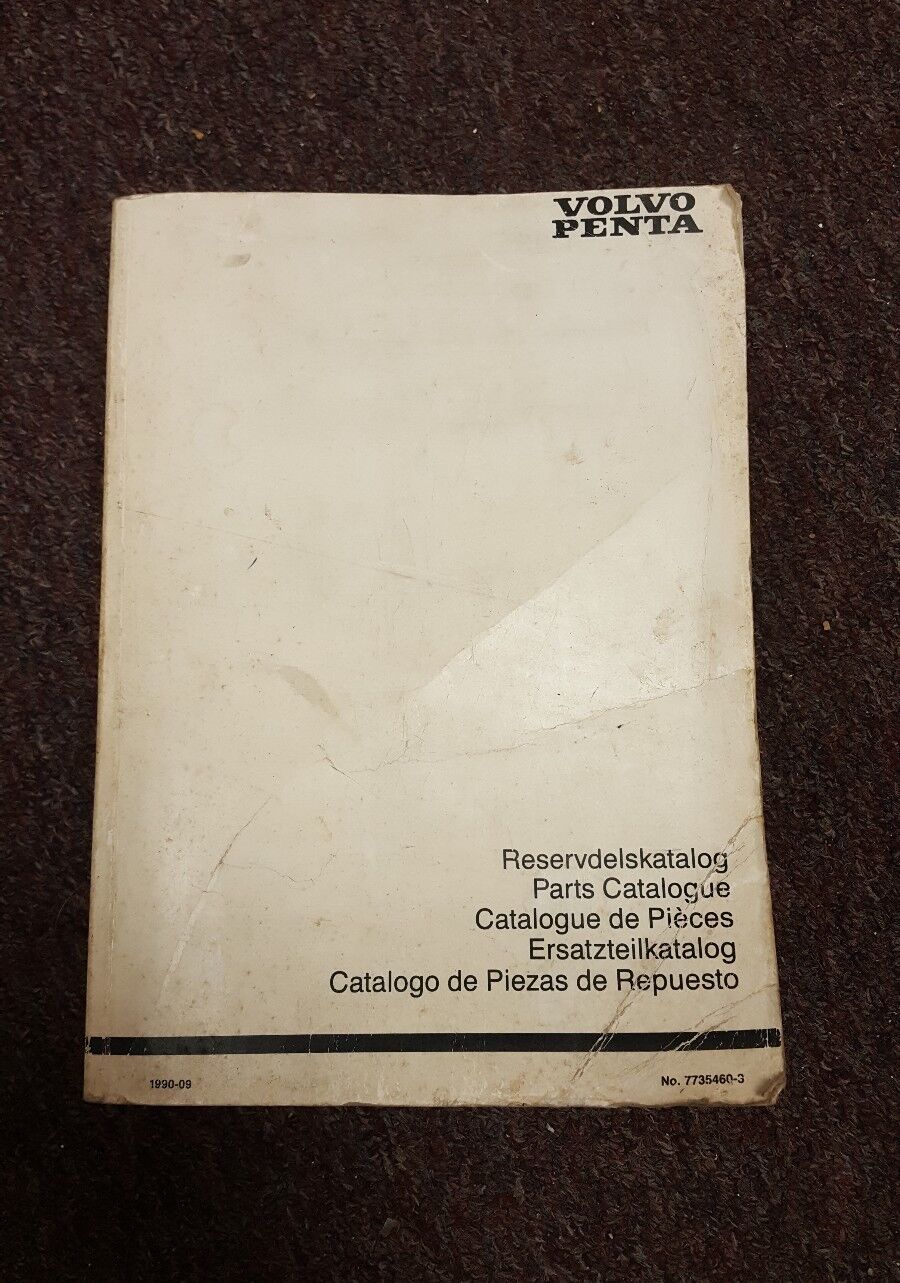 VOLVO
PENTA
Reservdelskatalog
Parts Catalogue
Catalogue de Pièces
Ersatzteilkatalog
Catalogo de Piezas de Repuesto
1990-09
No. 7735460-3